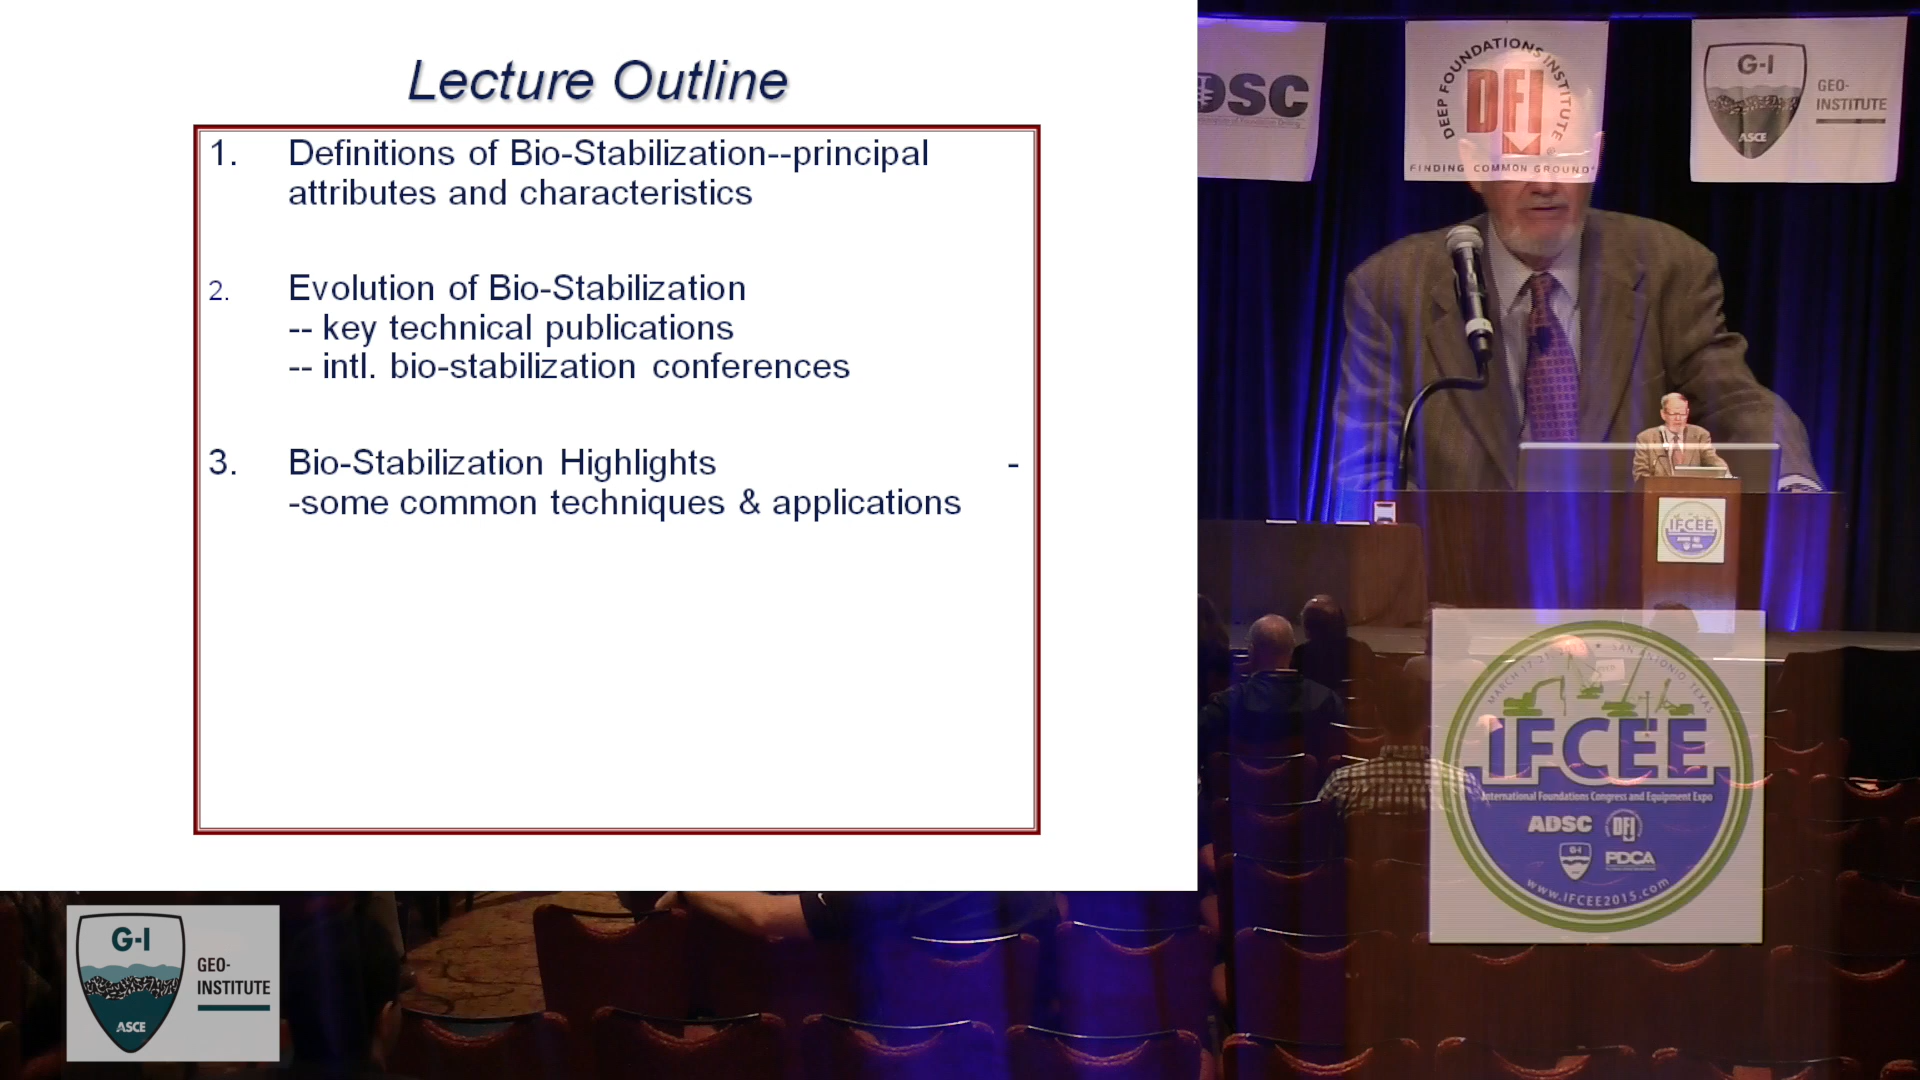 Lecture Outline
1. Definitions of Bio-Stabilization--principal
attributes and characteristics
2. Evolution of Bio-Stabilization
-- key technical publications
-- intl. bio-stabilization conferences
3. Bio-Stabilization Highlights -
-some common techniques & applications
DSC
DEEP FOUNDATIONS INSTITUTE
DFI
FINDING COMMON GROUND
G-I
GEO-
INSTITUTE
ASCE
IFCEE
SAN ANTONIO, TEXAS
IFCEE
International Foundations Congress and Equipment Expo
ADSC DFI
G-I PDCA
www.IFCEE2015.com
G-I
GEO-
INSTITUTE
ASCE